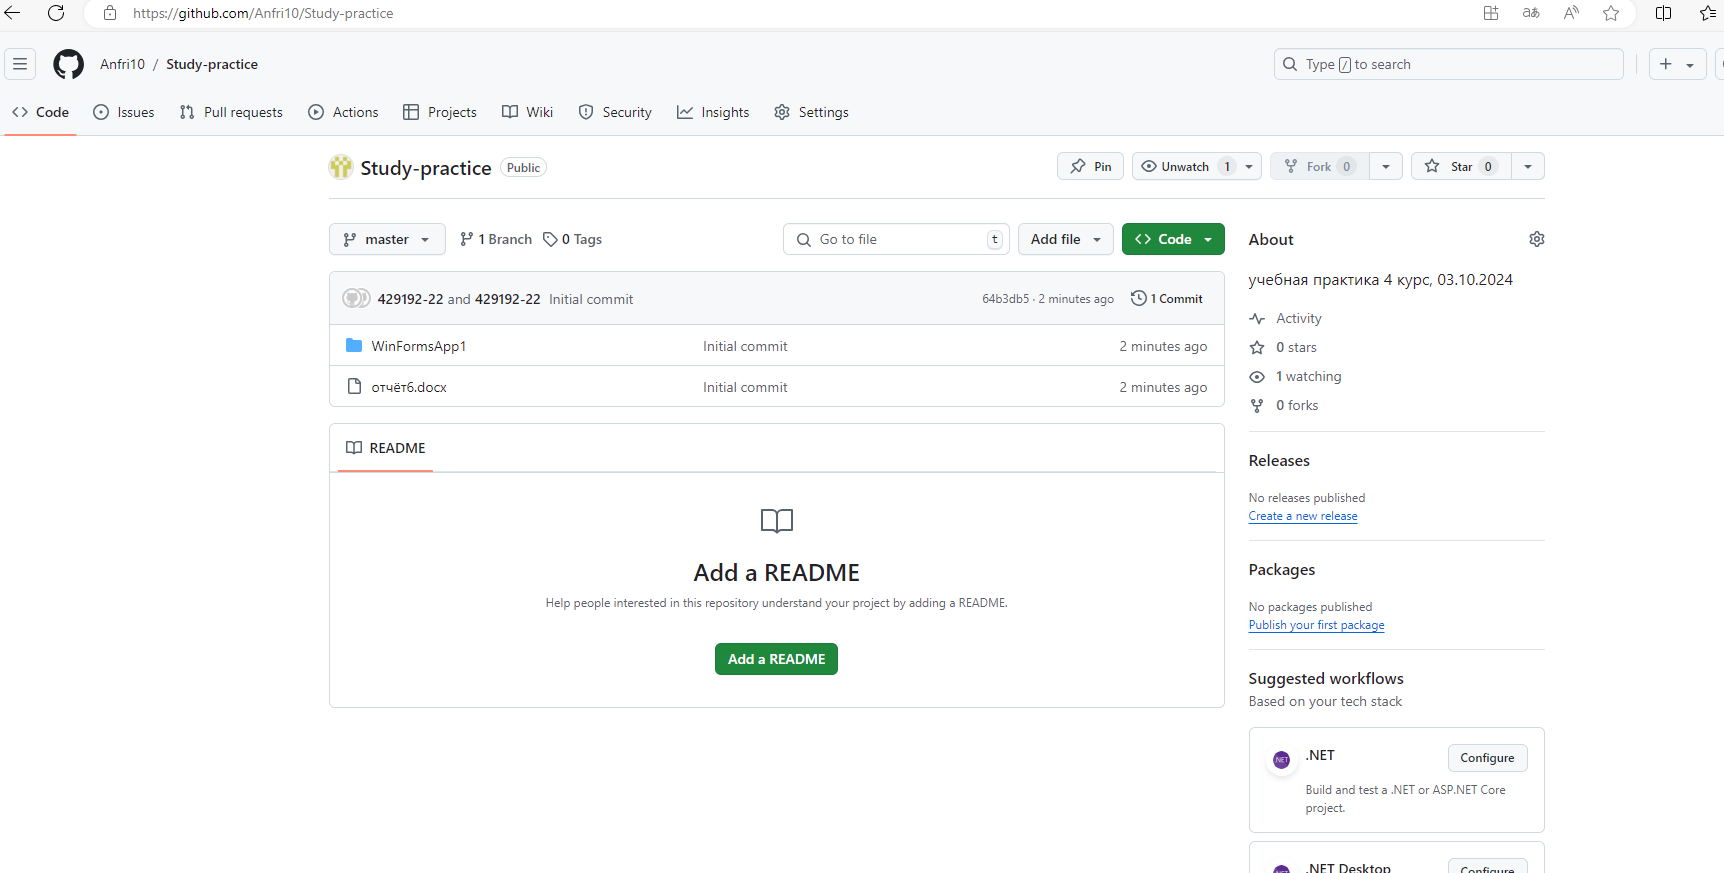 https://github.com/Anfri10/Study-practice
Anfri10 / Study-practice
Type / to search
Code Issues Pull requests Actions Projects Wiki Security Insights Settings
Study-practice Public
Pin Unwatch 1 Fork 0 Star 0
master 1 Branch 0 Tags
Go to file t Add file Code
429192-22 and 429192-22 Initial commit 64b3db5 · 2 minutes ago 1 Commit
WinFormsApp1 Initial commit 2 minutes ago
отчёт6.docx Initial commit 2 minutes ago
README
Add a README
Help people interested in this repository understand your project by adding a README.
Add a README
About
учебная практика 4 курс, 03.10.2024
Activity
0 stars
1 watching
0 forks
Releases
No releases published
Create a new release
Packages
No packages published
Publish your first package
Suggested workflows
Based on your tech stack
.NET Configure
Build and test a .NET or ASP.NET Core
project.
.NET Desktop Configure